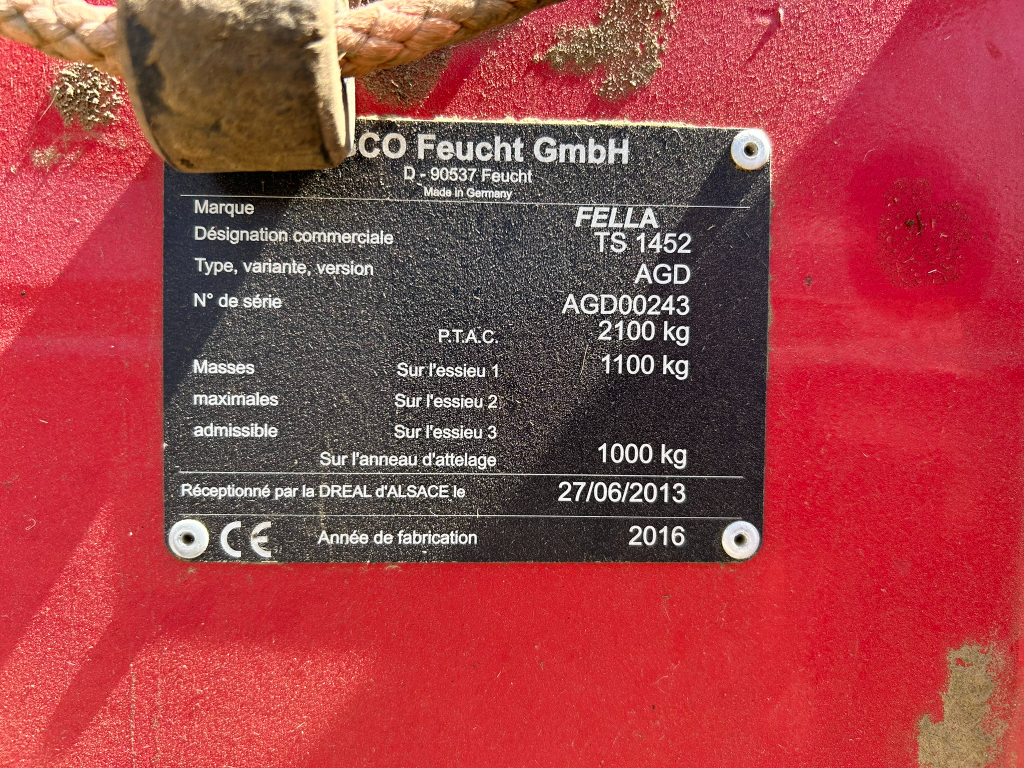 CO Feucht GmbH
D - 90537 Feucht
Made in Germany
Marque FELLA
Désignation commerciale TS 1452
Type, variante, version AGD
N° de série AGD00243
P.T.A.C. 2100 kg
Masses Sur l'essieu 1 1100 kg
maximales Sur l'essieu 2
admissible Sur l'essieu 3
Sur l'anneau d'attelage 1000 kg
Réceptionné par la DREAL d'ALSACE le 27/06/2013
CE Année de fabrication 2016